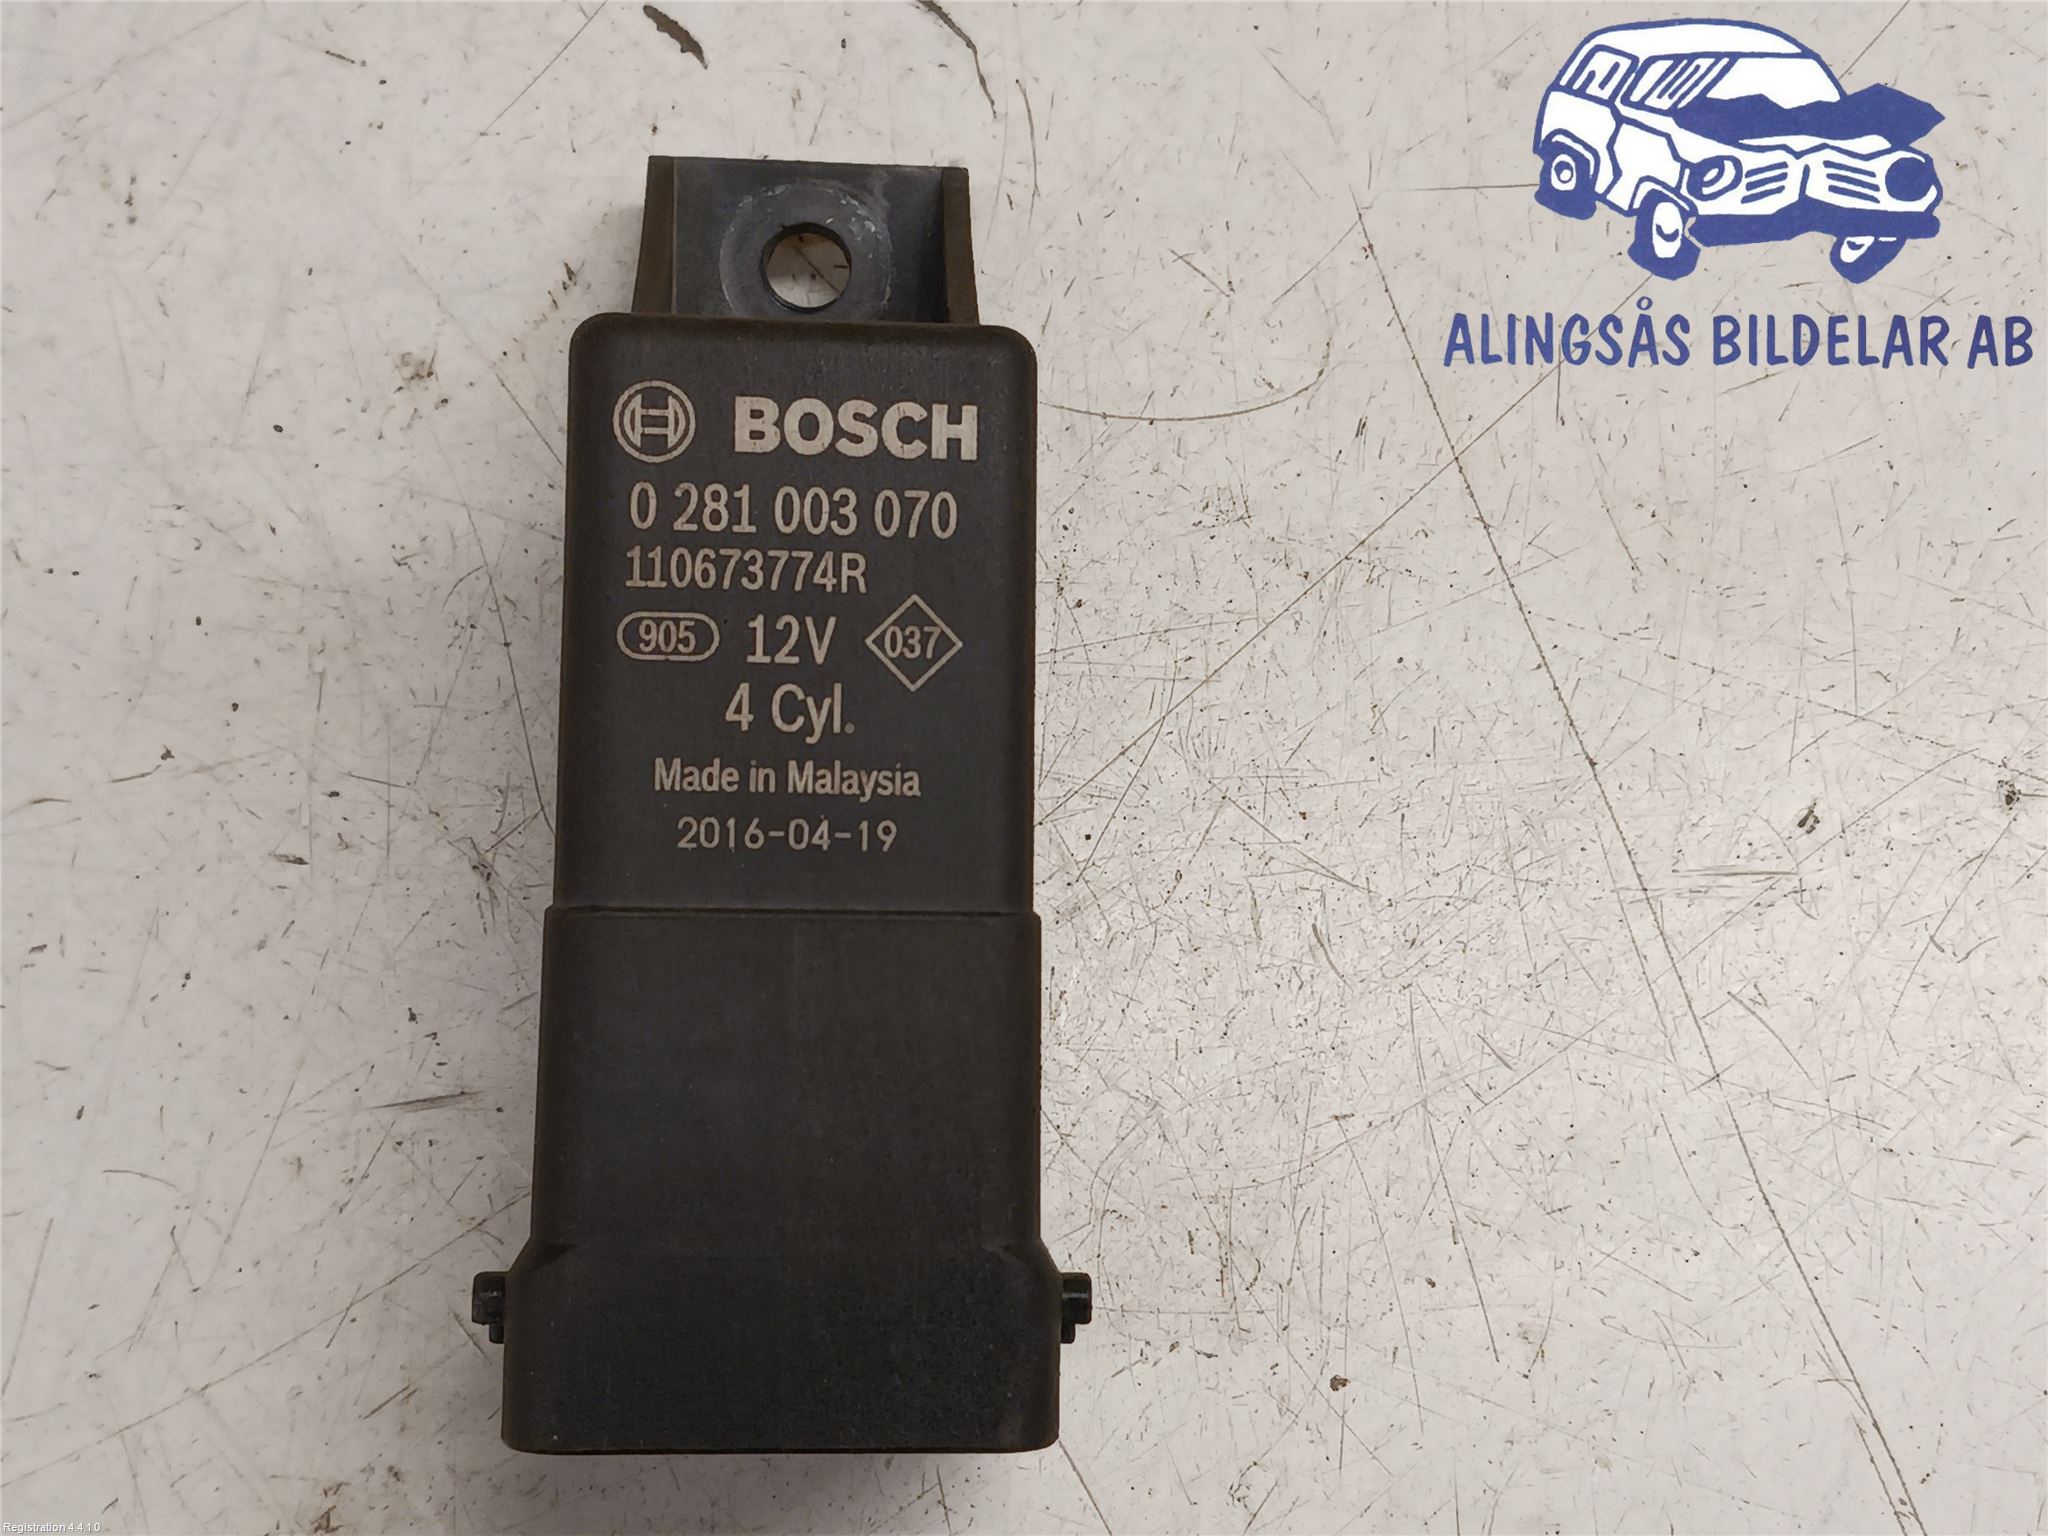 ALINGSÅS BILDELAR AB
BOSCH
0 281 003 070
110673774R
905 12V 037
4 Cyl.
Made in Malaysia
2016-04-19
Registration 4.4.1.0